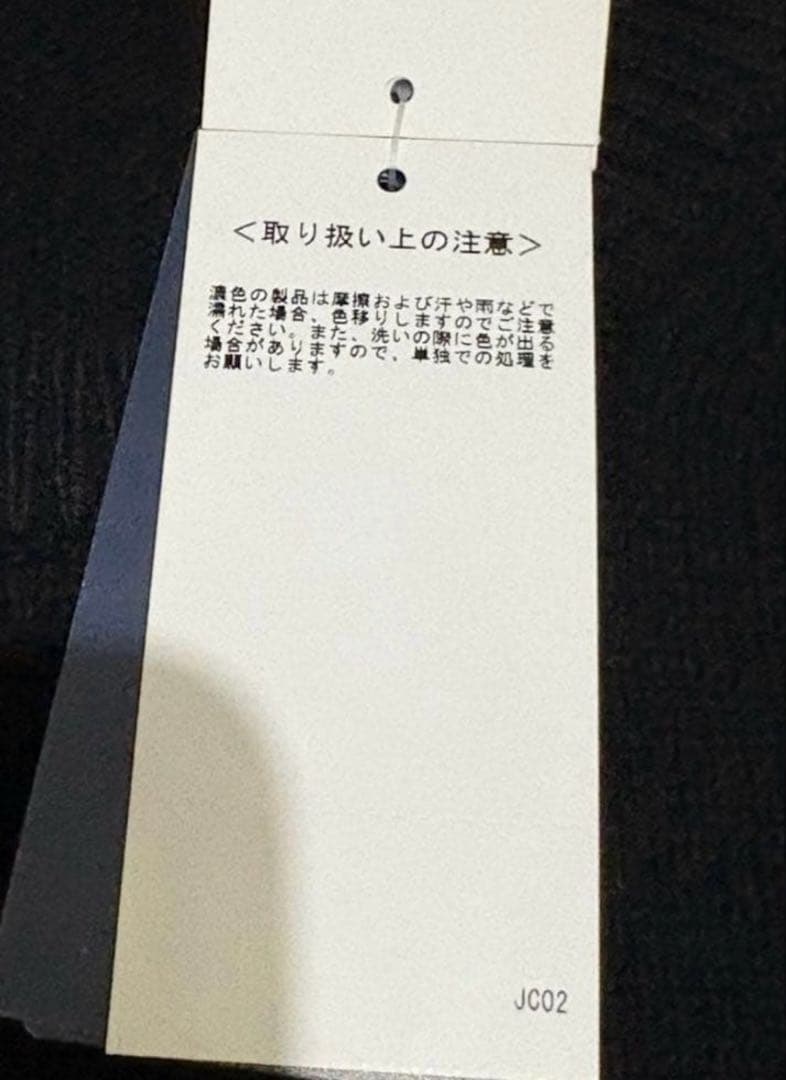 ＜取り扱い上の注意＞
濃色の製品は摩擦および汗や雨などで
濡れた場合、色移りしますのでご注意
ください。また、洗いの際に色が出る
場合がありますので、単独での処理を
お願いします。
JC02